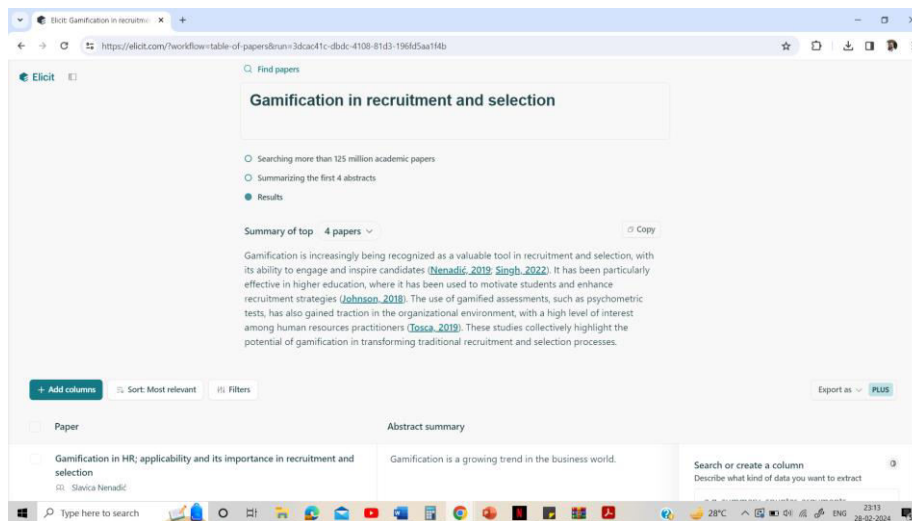 Elicit: Gamification in recruitme
https://elicit.com/?workflow=table-of-papers&run=3dcac41c-dbdc-4108-81d3-196fd5aa1f4b
Elicit
Find papers
Gamification in recruitment and selection
Searching more than 125 million academic papers
Summarizing the first 4 abstracts
Results
Summary of top 4 papers
Copy
Gamification is increasingly being recognized as a valuable tool in recruitment and selection, with
its ability to engage and inspire candidates (Nenadić, 2019; Singh, 2022). It has been particularly
effective in higher education, where it has been used to motivate students and enhance
recruitment strategies (Johnson, 2018). The use of gamified assessments, such as psychometric
tests, has also gained traction in the organizational environment, with a high level of interest
among human resources practitioners (Tosca, 2019). These studies collectively highlight the
potential of gamification in transforming traditional recruitment and selection processes.
+ Add columns Sort: Most relevant Filters Export as PLUS
Paper Abstract summary
Gamification in HR; applicability and its importance in recruitment and
selection
Slavica Nenadić
Gamification is a growing trend in the business world.
Search or create a column
Describe what kind of data you want to extract
Type here to search
28°C ENG 23:13
28-02-2024